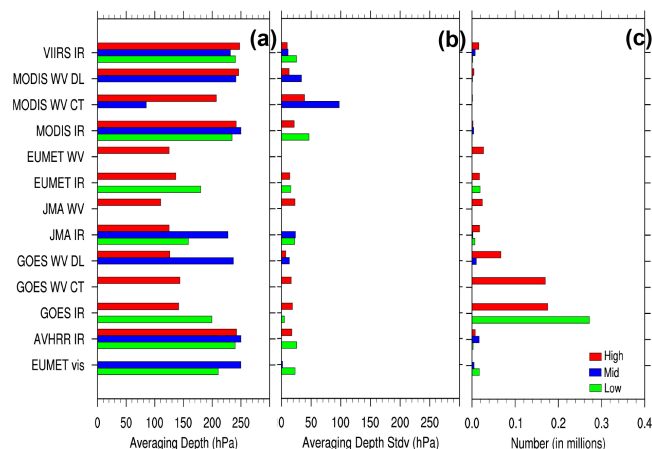 (a)
(b)
(c)
VIIRS IR
MODIS WV DL
MODIS WV CT
MODIS IR
EUMET WV
EUMET IR
JMA WV
JMA IR
GOES WV DL
GOES WV CT
GOES IR
AVHRR IR
EUMET vis
High
Mid
Low
0 50 100 150 200 250
0 50 100 150 200 250
0.0 0.1 0.2 0.3 0.4
Averaging Depth (hPa)
Averaging Depth Stdv (hPa)
Number (in millions)